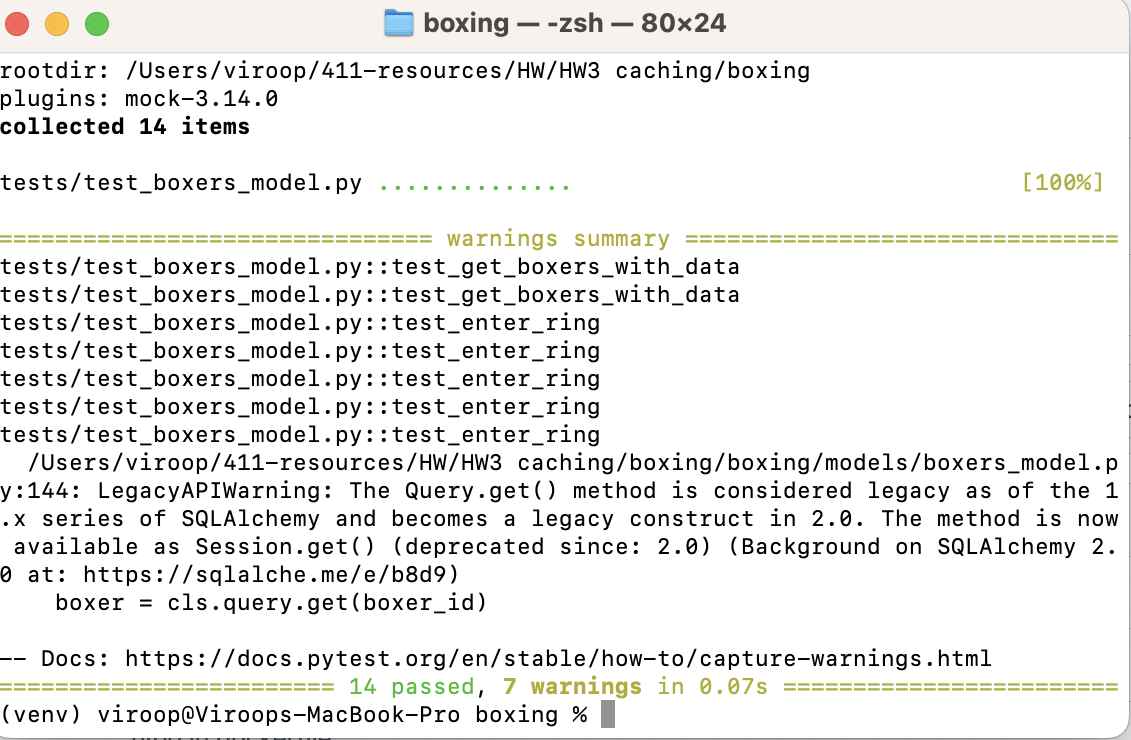 boxing — -zsh — 80×24
rootdir: /Users/viroop/411-resources/HW/HW3 caching/boxing
plugins: mock-3.14.0
collected 14 items
tests/test_boxers_model.py .............. [100%]
=============================== warnings summary ===============================
tests/test_boxers_model.py::test_get_boxers_with_data
tests/test_boxers_model.py::test_get_boxers_with_data
tests/test_boxers_model.py::test_enter_ring
tests/test_boxers_model.py::test_enter_ring
tests/test_boxers_model.py::test_enter_ring
tests/test_boxers_model.py::test_enter_ring
tests/test_boxers_model.py::test_enter_ring
  /Users/viroop/411-resources/HW/HW3 caching/boxing/boxing/models/boxers_model.p
y:144: LegacyAPIWarning: The Query.get() method is considered legacy as of the 1
.x series of SQLAlchemy and becomes a legacy construct in 2.0. The method is now
 available as Session.get() (deprecated since: 2.0) (Background on SQLAlchemy 2.
0 at: https://sqlalche.me/e/b8d9)
    boxer = cls.query.get(boxer_id)
-- Docs: https://docs.pytest.org/en/stable/how-to/capture-warnings.html
======================== 14 passed, 7 warnings in 0.07s ========================
(venv) viroop@Viroops-MacBook-Pro boxing %